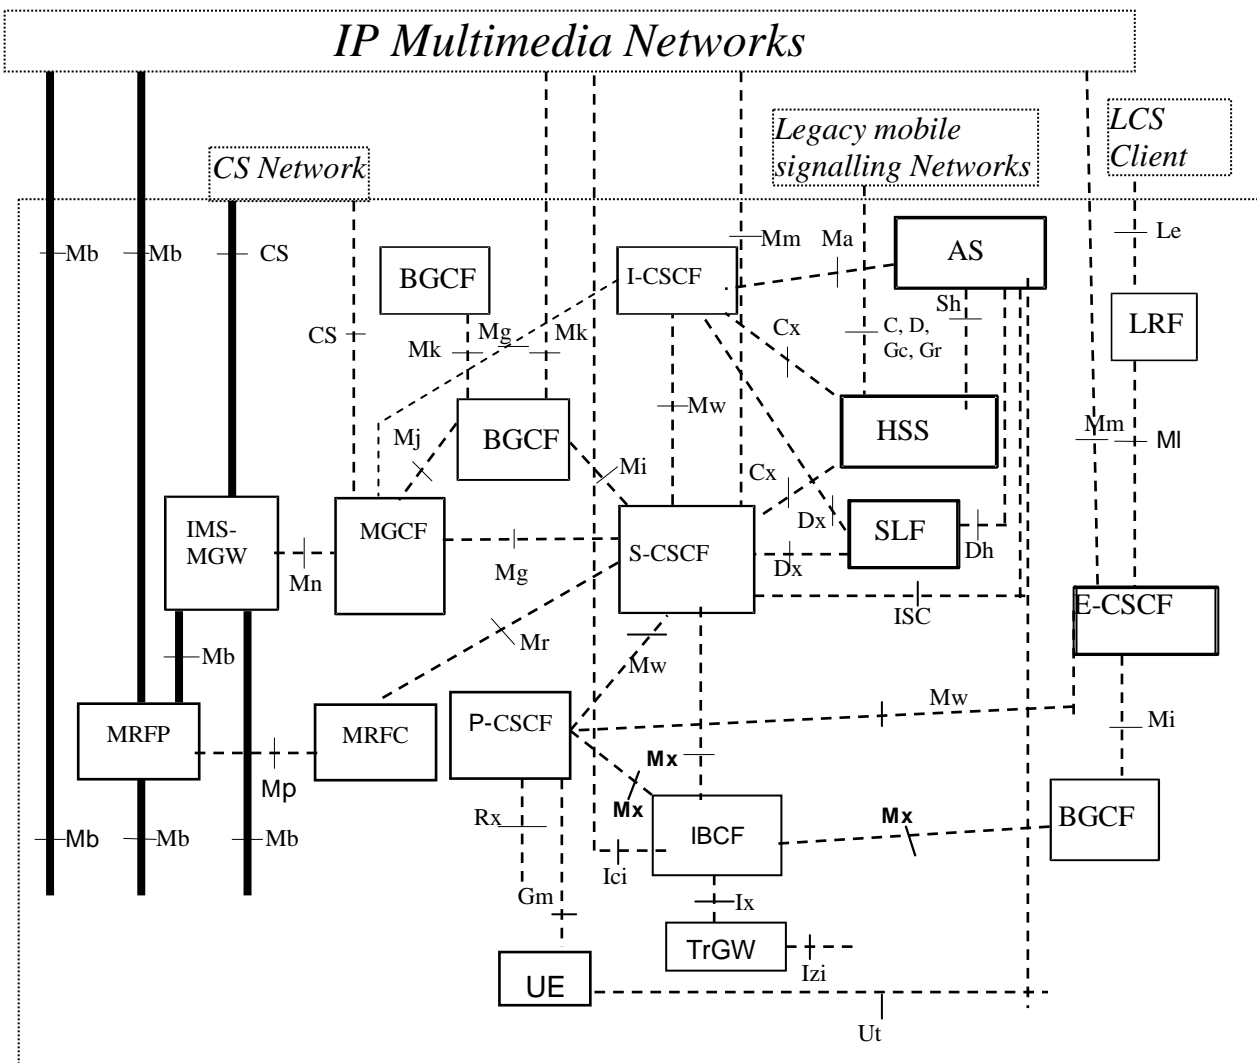 IP Multimedia Networks
Legacy mobile
signalling Networks
LCS
Client
CS Network
Mb
Mb
CS
BGCF
I-CSCF
Mm
Ma
AS
Le
Sh
CS
Mk
Mg
Mk
Cx
C, D,
Gc, Gr
LRF
Mw
Mj
BGCF
Mi
HSS
Mm
Ml
Cx
IMS-
MGW
MGCF
S-CSCF
Dx
SLF
Dh
Mn
Mg
Dx
ISC
E-CSCF
Mb
Mr
Mw
Mw
Mi
MRFP
MRFC
P-CSCF
Mx
Mp
Mx
Mx
Rx
IBCF
BGCF
Mb
Mb
Mb
Ici
Gm
Ix
TrGW
Izi
UE
Ut